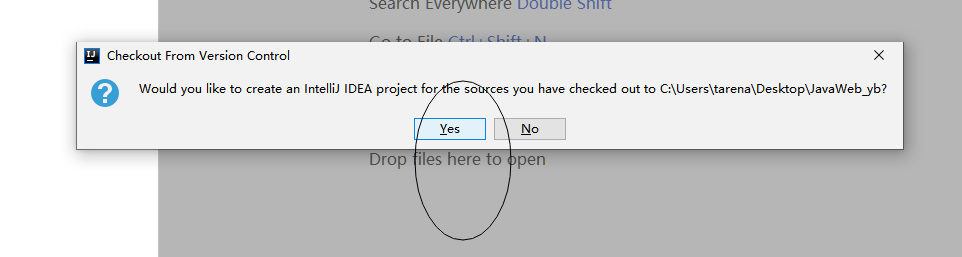 Search Everywhere Double Shift
Go to File Ctrl+Shift+N
IJ Checkout From Version Control
Would you like to create an IntelliJ IDEA project for the sources you have checked out to C:\Users\tarena\Desktop\JavaWeb_yb?
Yes No
Drop files here to open